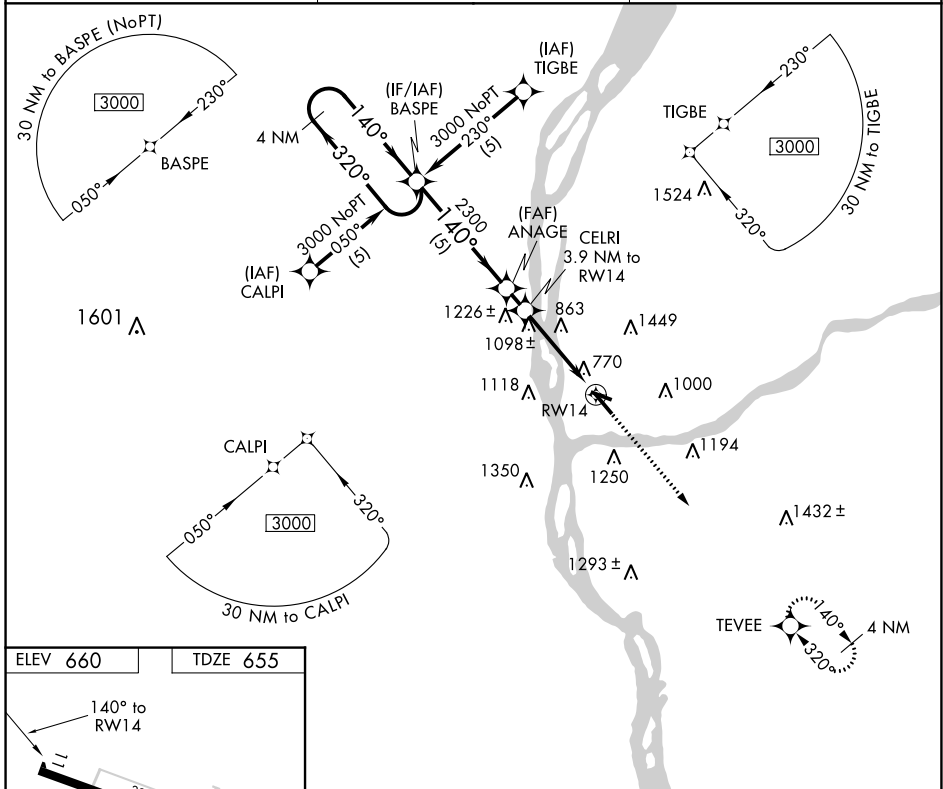 30 NM to BASPE (NoPT)
3000
230°
050°
BASPE
(IAF)
TIGBE
(IF/IAF)
BASPE
3000 NoPT
230°
(5)
4 NM
140°
320°
3000 NoPT
050°
(5)
(IAF)
CALPI
2300
140°
(5)
(FAF)
ANAGE
CELRI
3.9 NM to
RW14
TIGBE
230°
3000
320°
30 NM to TIGBE
1524
1601
1226 ±
1098 ±
863
1449
770
1118
RW14
1000
1350
1250
1194
1432 ±
1293 ±
CALPI
050°
3000
320°
30 NM to CALPI
TEVEE
140°
320°
4 NM
ELEV 660
TDZE 655
140° to
RW14